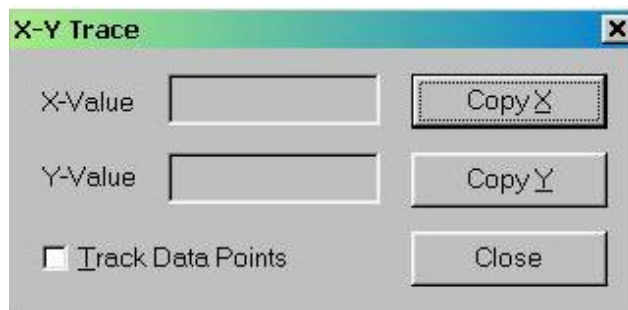 X-Y Trace
X-Value
Copy X
Y-Value
Copy Y
Track Data Points
Close